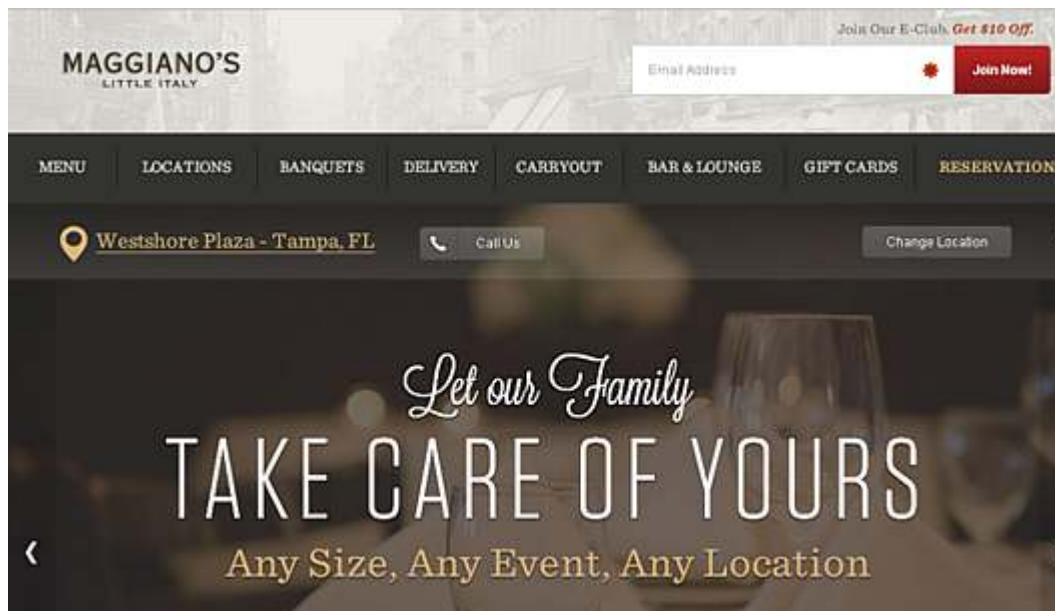 Join Our E-Club. Get $10 Off.
MAGGIANO'S
LITTLE ITALY
Email Address
Join Now!
MENU LOCATIONS BANQUETS DELIVERY CARRYOUT BAR & LOUNGE GIFT CARDS RESERVATION
Westshore Plaza - Tampa, FL
Call Us
Change Location
Let our Family
TAKE CARE OF YOURS
Any Size, Any Event, Any Location